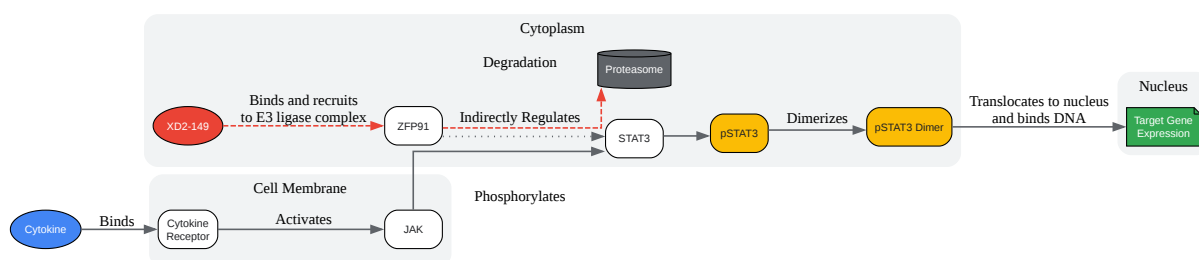 Cytoplasm
Degradation
Proteasome
Nucleus
XD2-149
Binds and recruits
to E3 ligase complex
ZFP91
Indirectly Regulates
STAT3
pSTAT3
Dimerizes
pSTAT3 Dimer
Translocates to nucleus
and binds DNA
Target Gene
Expression
Cell Membrane
Phosphorylates
Cytokine
Binds
Cytokine
Receptor
Activates
JAK